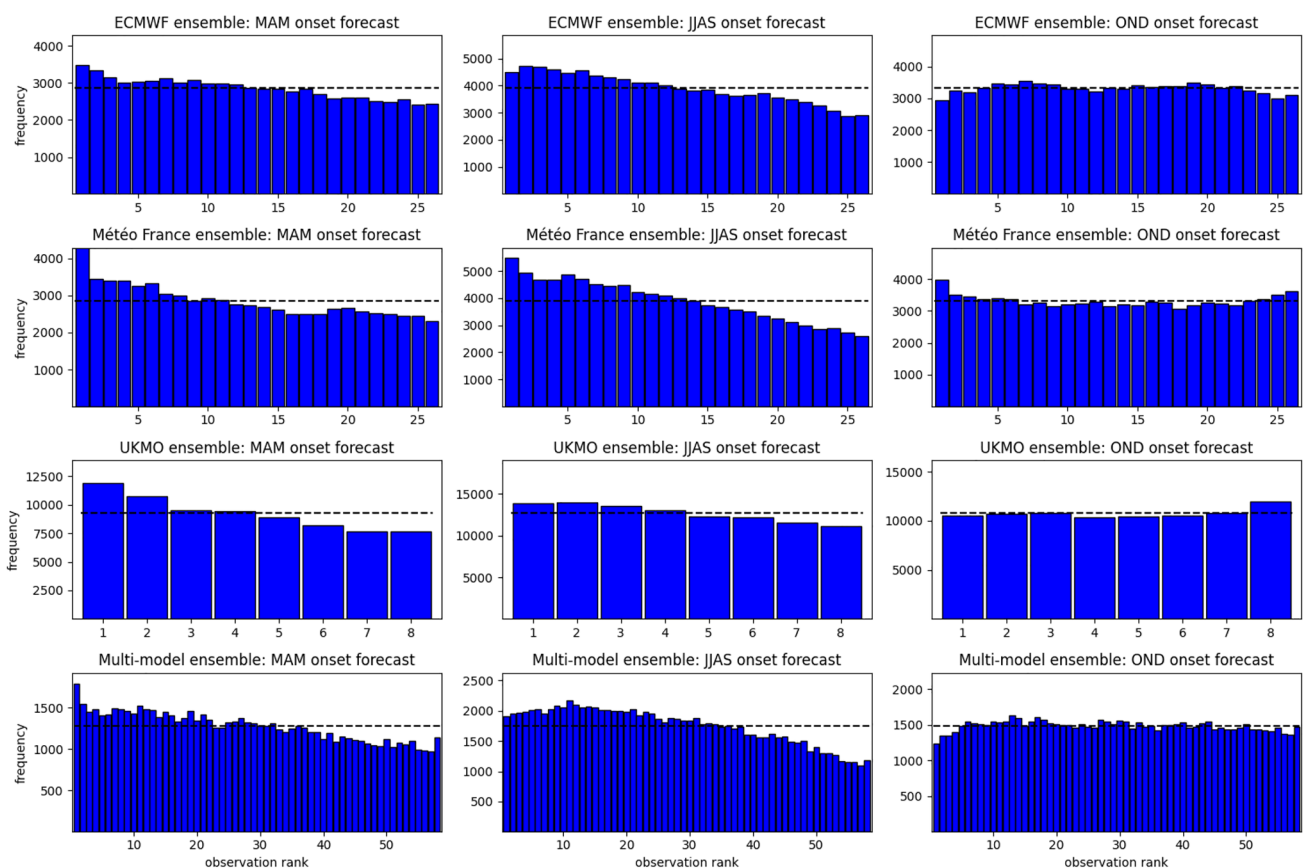 ECMWF ensemble: MAM onset forecast
ECMWF ensemble: JJAS onset forecast
ECMWF ensemble: OND onset forecast
frequency
4000
3000
2000
1000
5000
4000
3000
2000
1000
4000
3000
2000
1000
5 10 15 20 25
5 10 15 20 25
5 10 15 20 25
Météo France ensemble: MAM onset forecast
Météo France ensemble: JJAS onset forecast
Météo France ensemble: OND onset forecast
frequency
4000
3000
2000
1000
5000
4000
3000
2000
1000
4000
3000
2000
1000
5 10 15 20 25
5 10 15 20 25
5 10 15 20 25
UKMO ensemble: MAM onset forecast
UKMO ensemble: JJAS onset forecast
UKMO ensemble: OND onset forecast
frequency
12500
10000
7500
5000
2500
15000
10000
5000
15000
10000
5000
1 2 3 4 5 6 7 8
1 2 3 4 5 6 7 8
1 2 3 4 5 6 7 8
Multi-model ensemble: MAM onset forecast
Multi-model ensemble: JJAS onset forecast
Multi-model ensemble: OND onset forecast
frequency
1500
1000
500
2500
2000
1500
1000
500
2000
1500
1000
500
10 20 30 40 50
10 20 30 40 50
10 20 30 40 50
observation rank
observation rank
observation rank